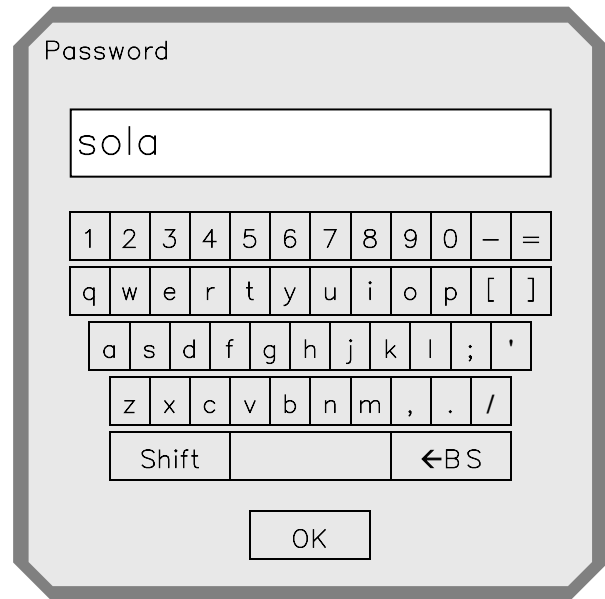 Password
sola
1 2 3 4 5 6 7 8 9 0 - =
q w e r t y u i o p [ ]
a s d f g h j k l ; '
z x c v b n m , . /
Shift ←BS
OK